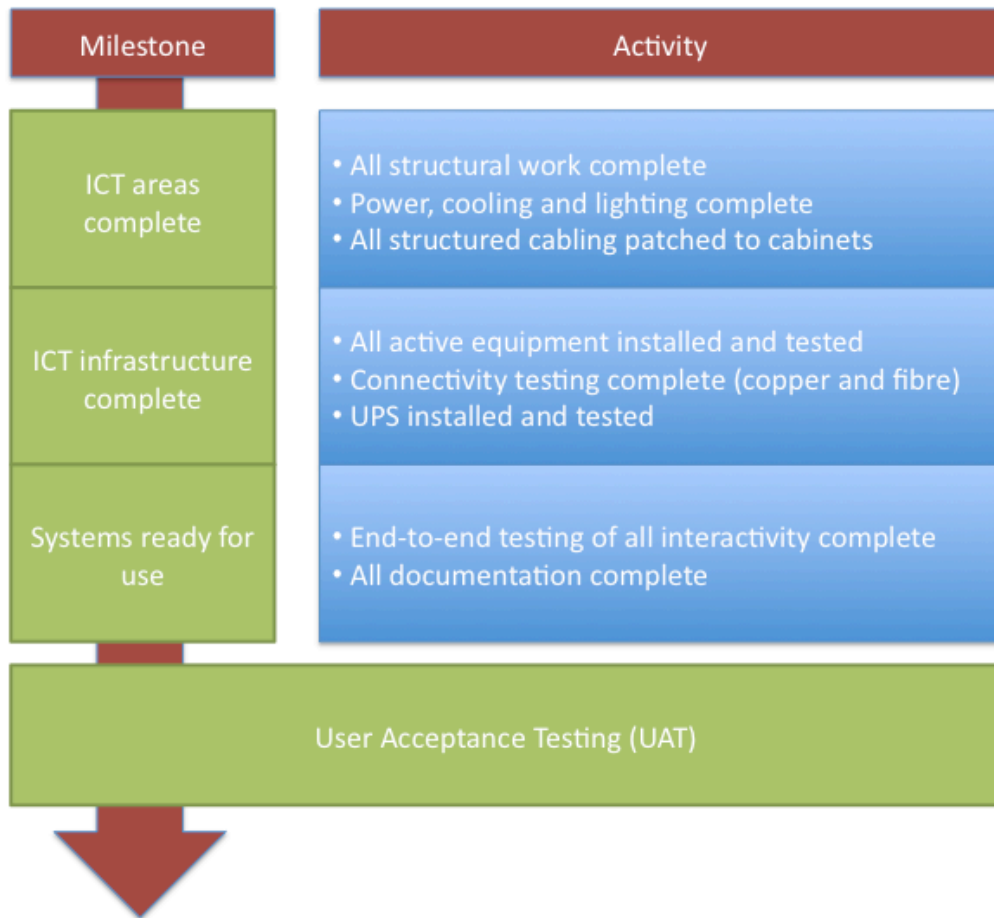 Milestone
Activity
ICT areas
complete
• All structural work complete
• Power, cooling and lighting complete
• All structured cabling patched to cabinets
ICT infrastructure
complete
• All active equipment installed and tested
• Connectivity testing complete (copper and fibre)
• UPS installed and tested
Systems ready for
use
• End-to-end testing of all interactivity complete
• All documentation complete
User Acceptance Testing (UAT)